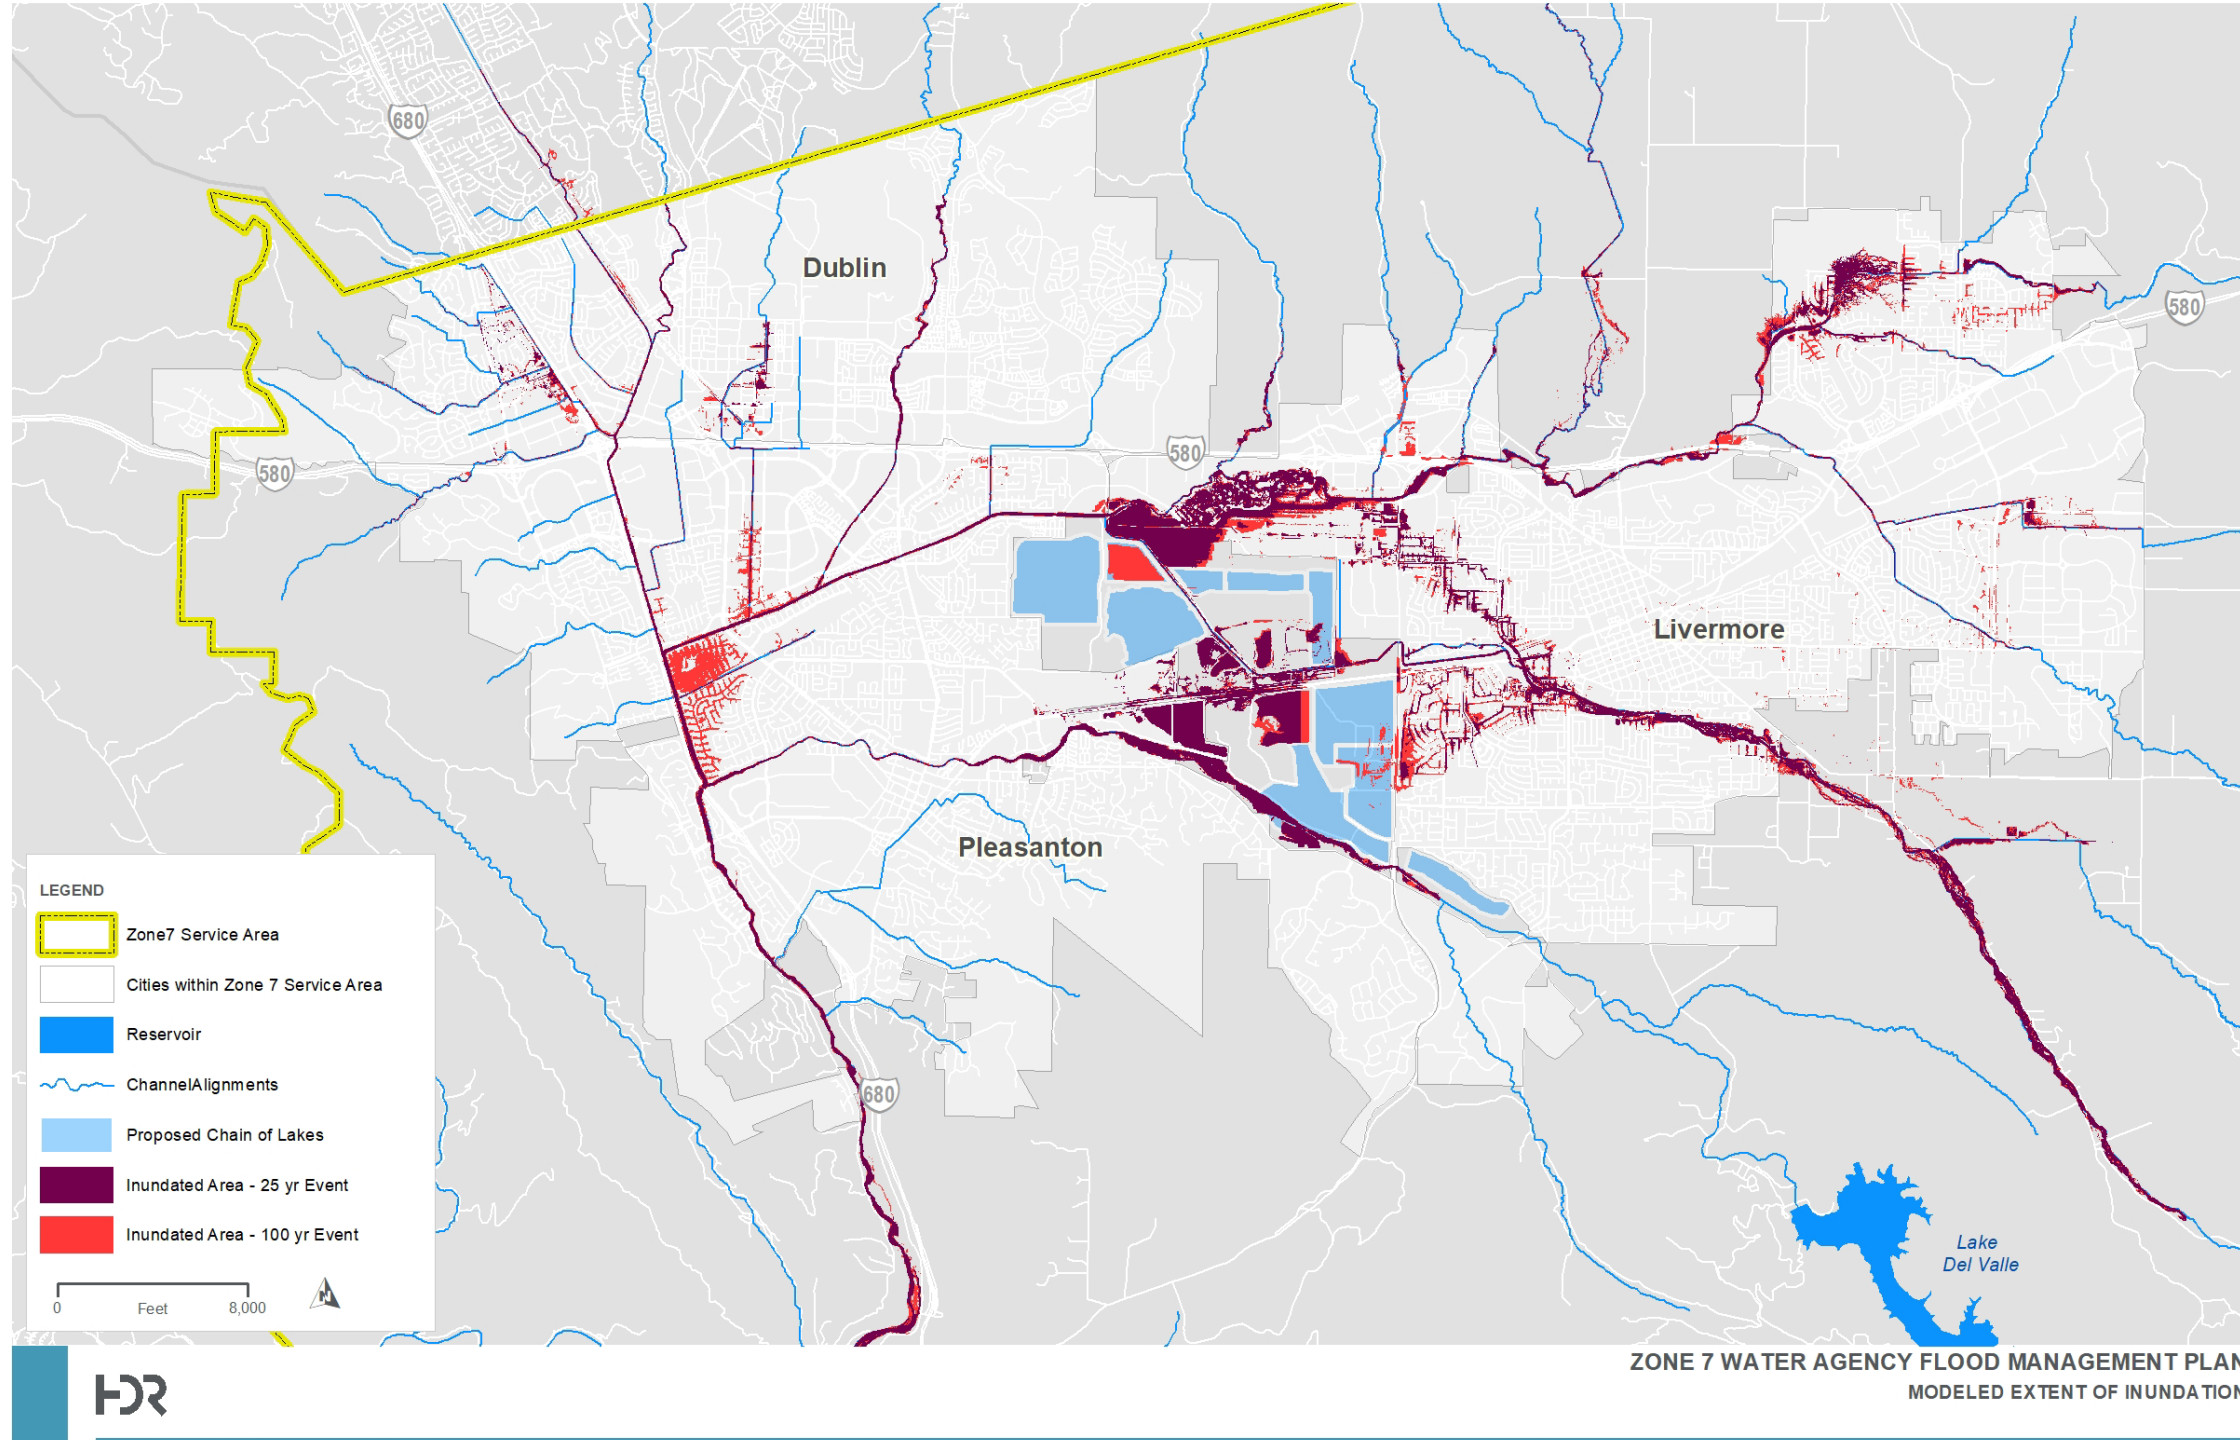 680
Dublin
580
580
580
Livermore
Pleasanton
LEGEND
Zone7 Service Area
Cities within Zone 7 Service Area
Reservoir
ChannelAlignments
Proposed Chain of Lakes
Inundated Area - 25 yr Event
Inundated Area - 100 yr Event
0 Feet 8,000
N
680
Lake
Del Valle
ZONE 7 WATER AGENCY FLOOD MANAGEMENT PLAN
MODELED EXTENT OF INUNDATION
HDR